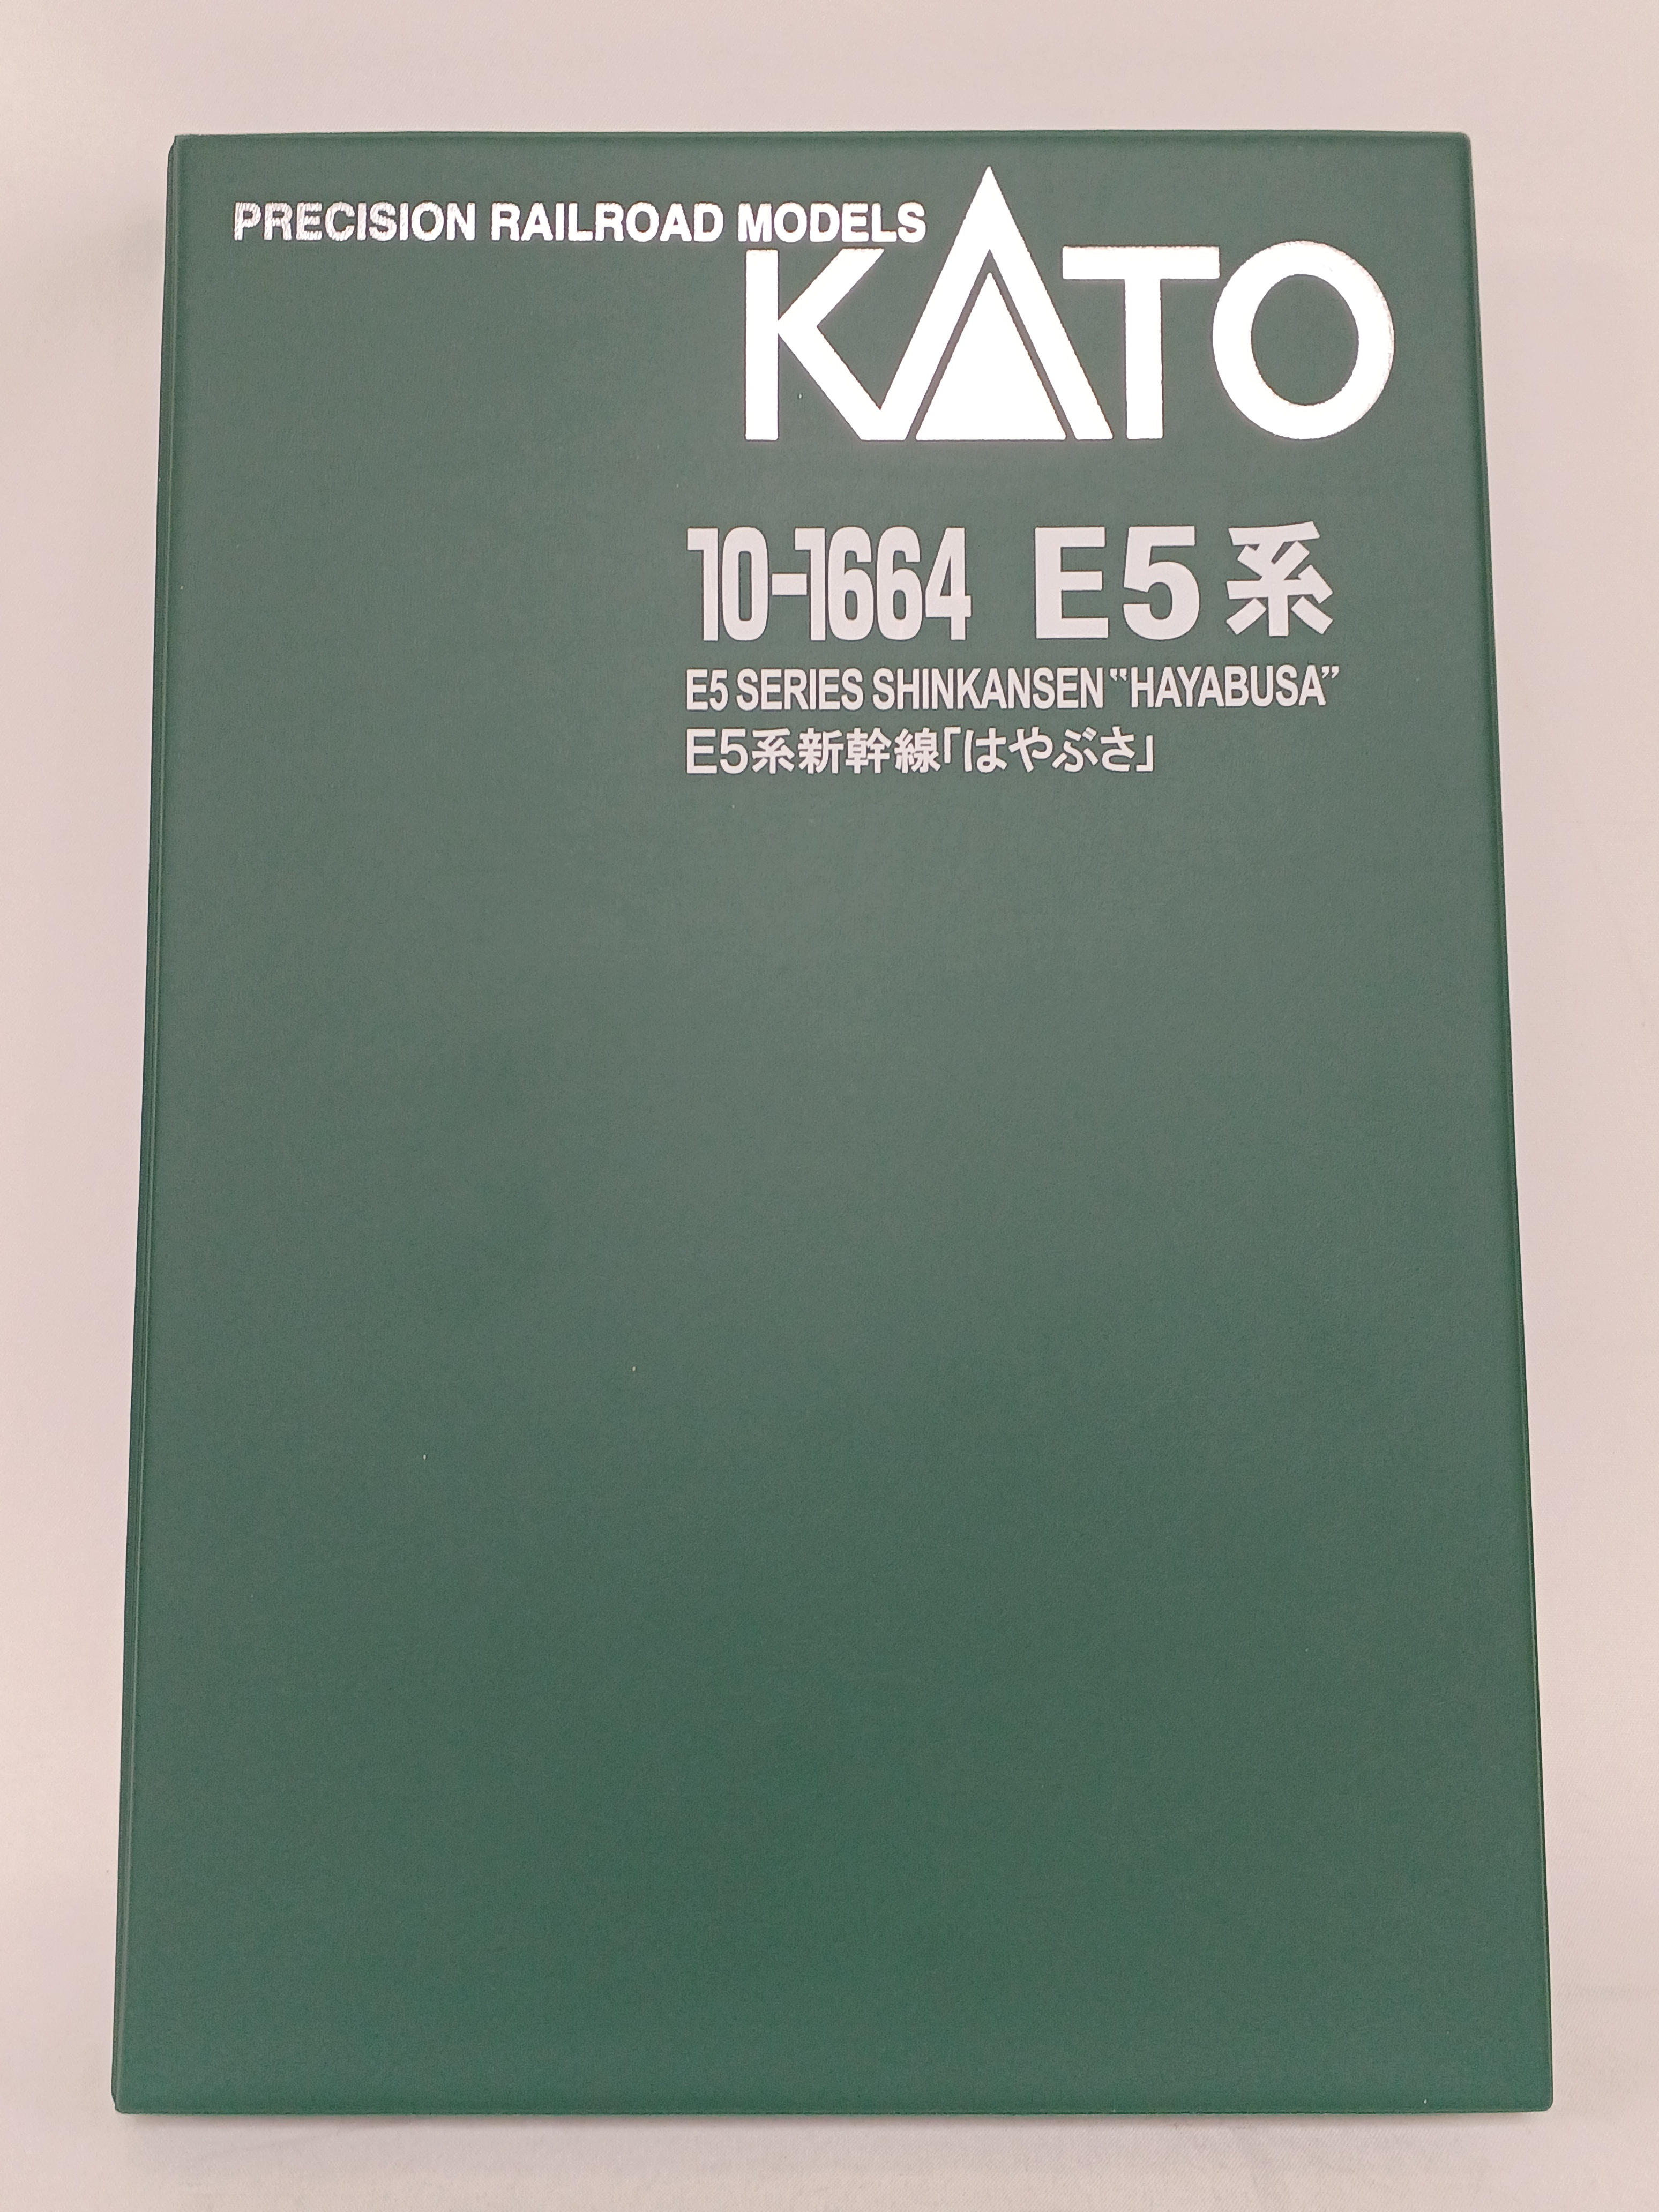 PRECISION RAILROAD MODELS
KATO
10-1664 E5系
E5 SERIES SHINKANSEN “HAYABUSA”
E5系新幹線「はやぶさ」